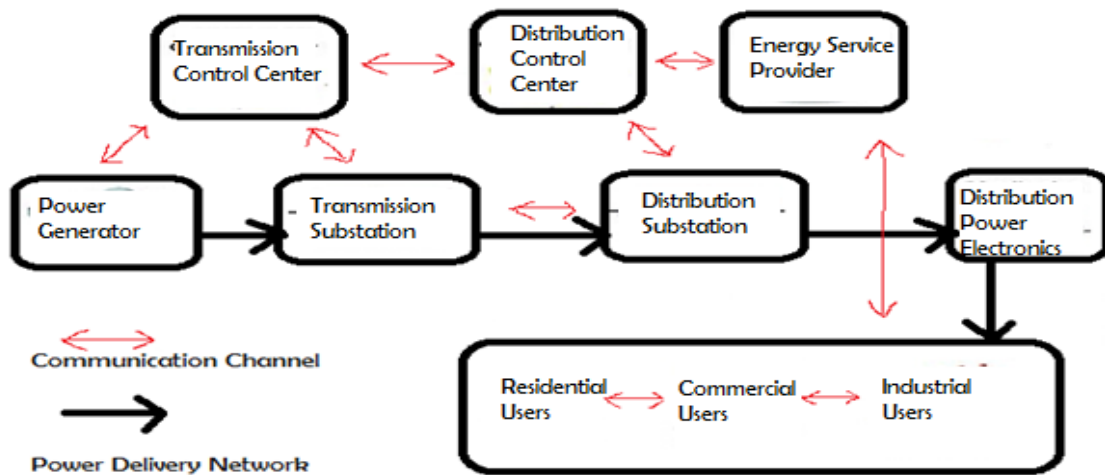 Transmission
Control Center
Distribution
Control
Center
Energy Service
Provider
Power
Generator
Transmission
Substation
Distribution
Substation
Distribution
Power
Electronics
Communication Channel
Power Delivery Network
Residential
Users
Commercial
Users
Industrial
Users